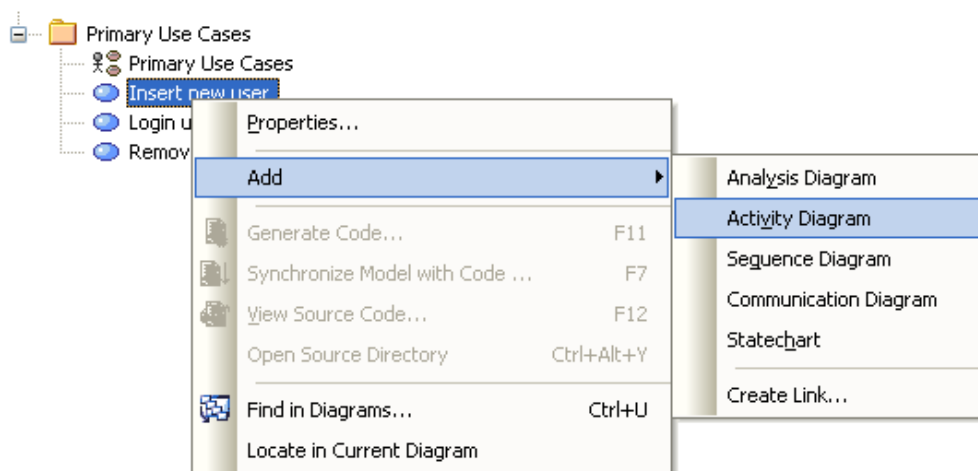 Primary Use Cases
Primary Use Cases
Insert new user
Login u
Remov
Properties...
Add
Generate Code... F11
Synchronize Model with Code ... F7
View Source Code... F12
Open Source Directory Ctrl+Alt+Y
Find in Diagrams... Ctrl+U
Locate in Current Diagram
Analysis Diagram
Activity Diagram
Sequence Diagram
Communication Diagram
Statechart
Create Link...